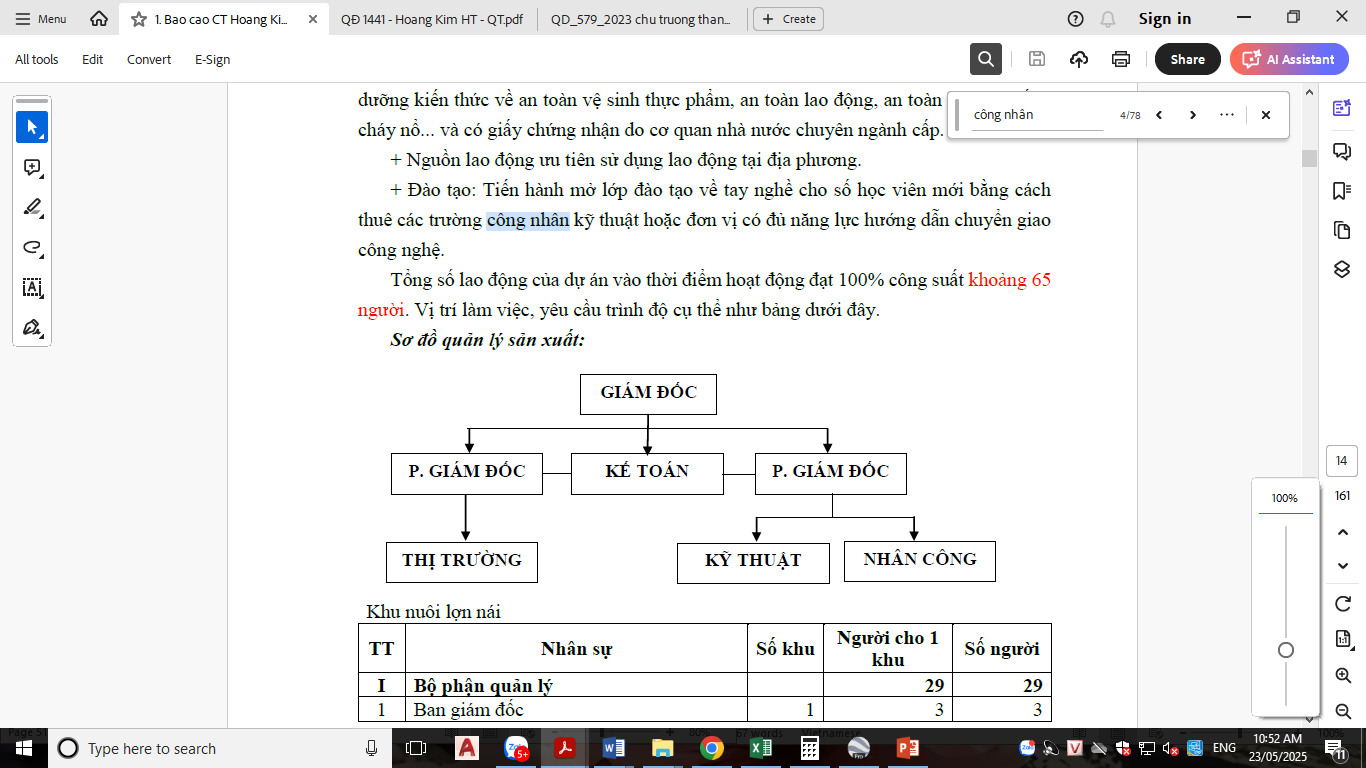 Menu
1. Bao cao CT Hoang Ki...
QĐ 1441 - Hoang Kim HT - QT.pdf
QD_579_2023 chu truong than...
Create
Sign in
All tools
Edit
Convert
E-Sign
Share
AI Assistant
công nhân
4/78
dưỡng kiến thức về an toàn vệ sinh thực phẩm, an toàn lao động, an toàn
cháy nổ... và có giấy chứng nhận do cơ quan nhà nước chuyên ngành cấp.
+ Nguồn lao động ưu tiên sử dụng lao động tại địa phương.
+ Đào tạo: Tiến hành mở lớp đào tạo về tay nghề cho số học viên mới bằng cách
thuê các trường công nhân kỹ thuật hoặc đơn vị có đủ năng lực hướng dẫn chuyển giao
công nghệ.
Tổng số lao động của dự án vào thời điểm hoạt động đạt 100% công suất khoảng 65
người. Vị trí làm việc, yêu cầu trình độ cụ thể như bảng dưới đây.
Sơ đồ quản lý sản xuất:
GIÁM ĐỐC
P. GIÁM ĐỐC
KẾ TOÁN
P. GIÁM ĐỐC
THỊ TRƯỜNG
KỸ THUẬT
NHÂN CÔNG
Khu nuôi lợn nái
TT Nhân sự Số khu Người cho 1 khu Số người
I Bộ phận quản lý 29 29
1 Ban giám đốc 1 3 3
14
161
100%
Type here to search
5+
ENG
10:52 AM
23/05/2025
11